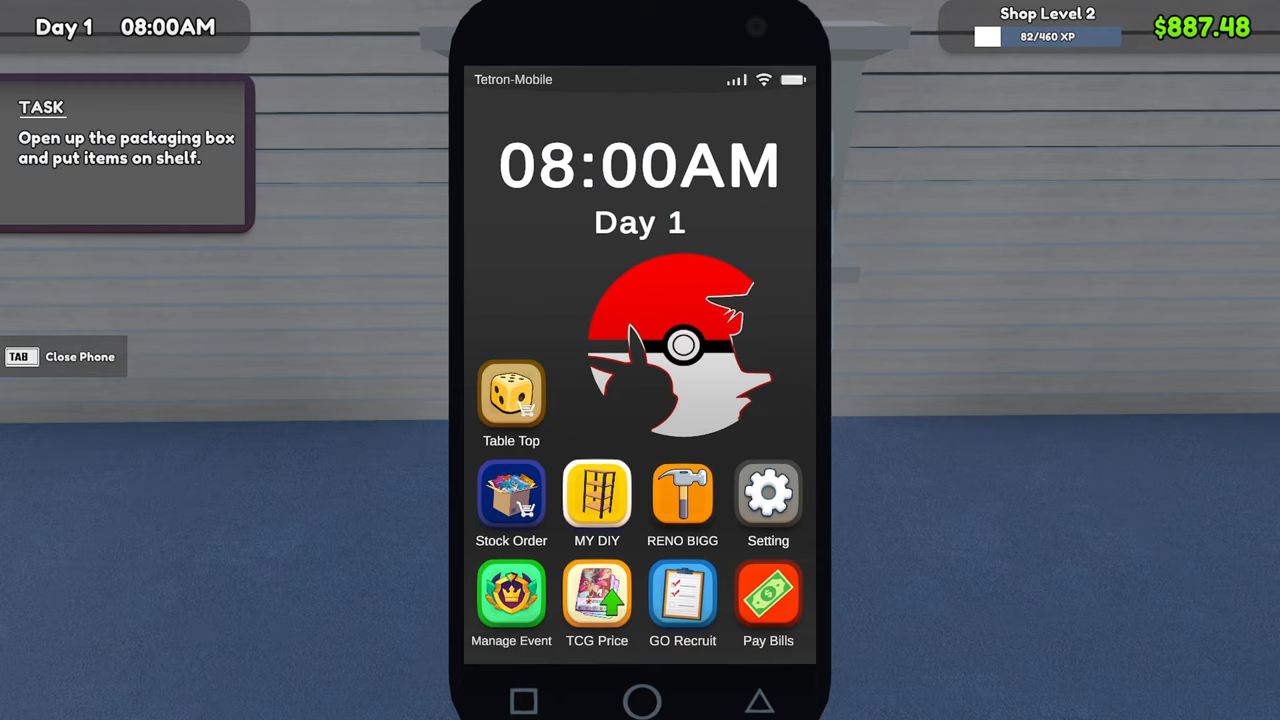 Day 1 08:00AM
Shop Level 2
82/460 XP
$887.48
TASK
Open up the packaging box
and put items on shelf.
TAB Close Phone
Tetron-Mobile
08:00AM
Day 1
Table Top
Stock Order
MY DIY
RENO BIGG
Setting
Manage Event
TCG Price
GO Recruit
Pay Bills